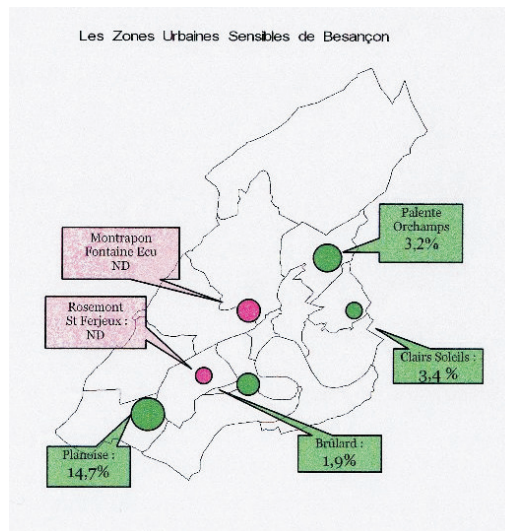 Les Zones Urbaines Sensibles de Besançon
Palente
Orchamps
3,2%
Montrapon
Fontaine Ecu
ND
Rosemont
St Ferjeux :
ND
Clairs Soleils :
3,4 %
Brûlard :
1,9%
Planoise :
14,7%